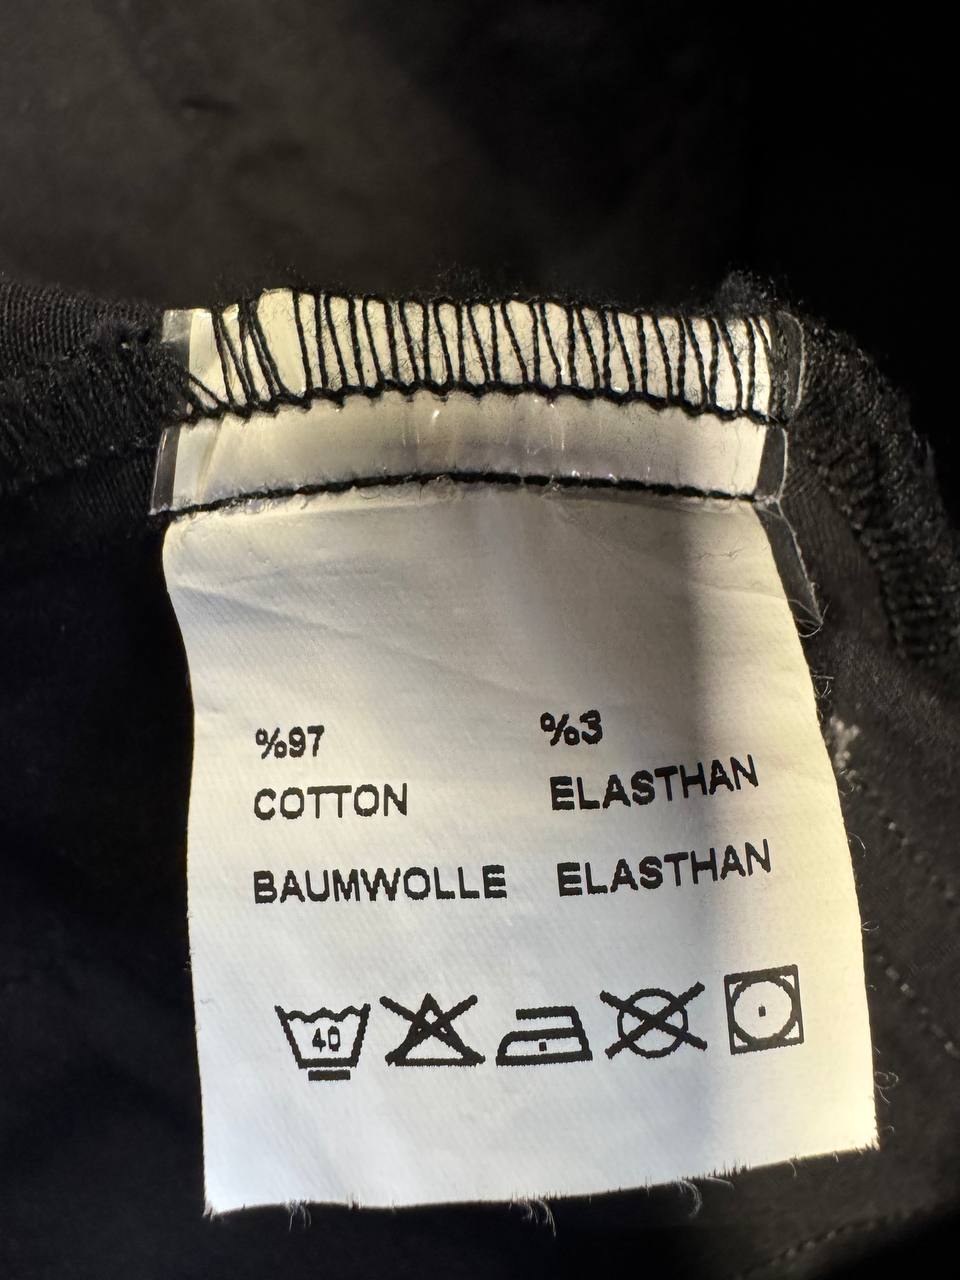 %97 %3
COTTON ELASTHAN
BAUMWOLLE ELASTHAN
40